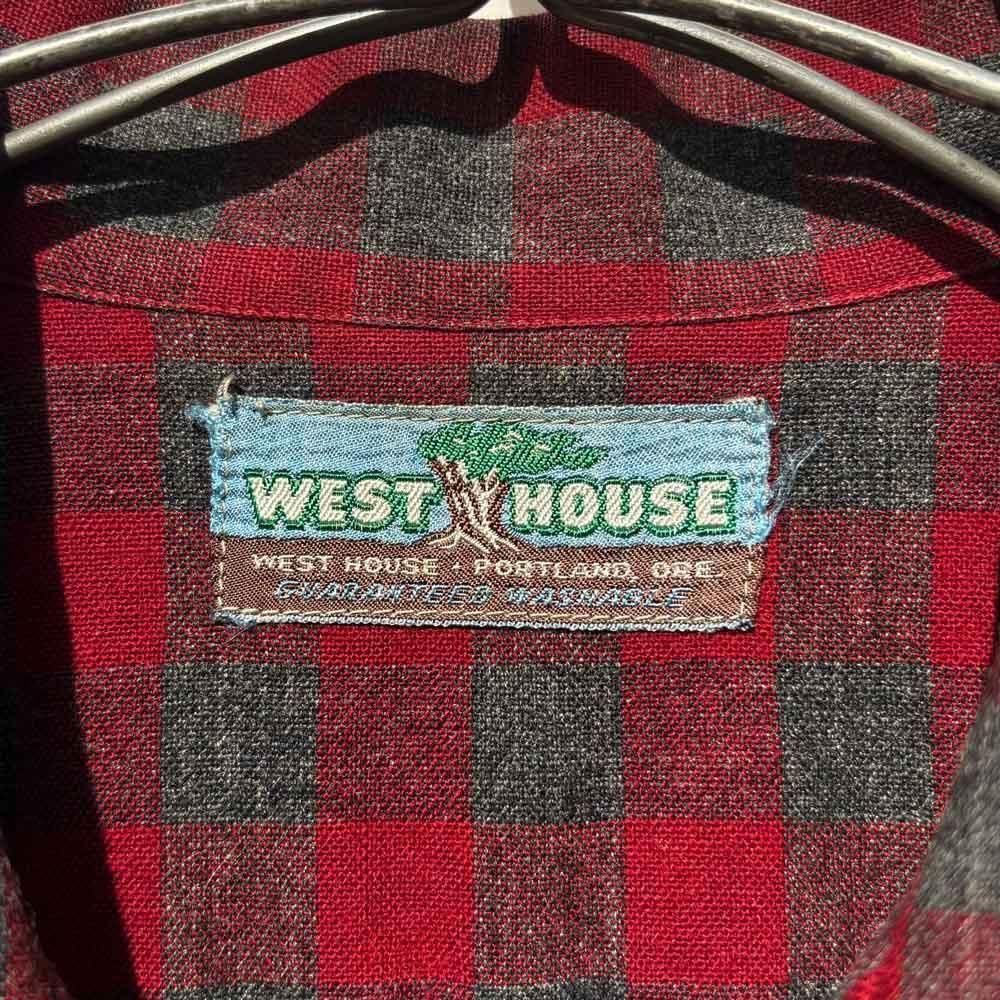 WEST HOUSE
WEST HOUSE · PORTLAND, ORE.
GUARANTEED WASHABLE